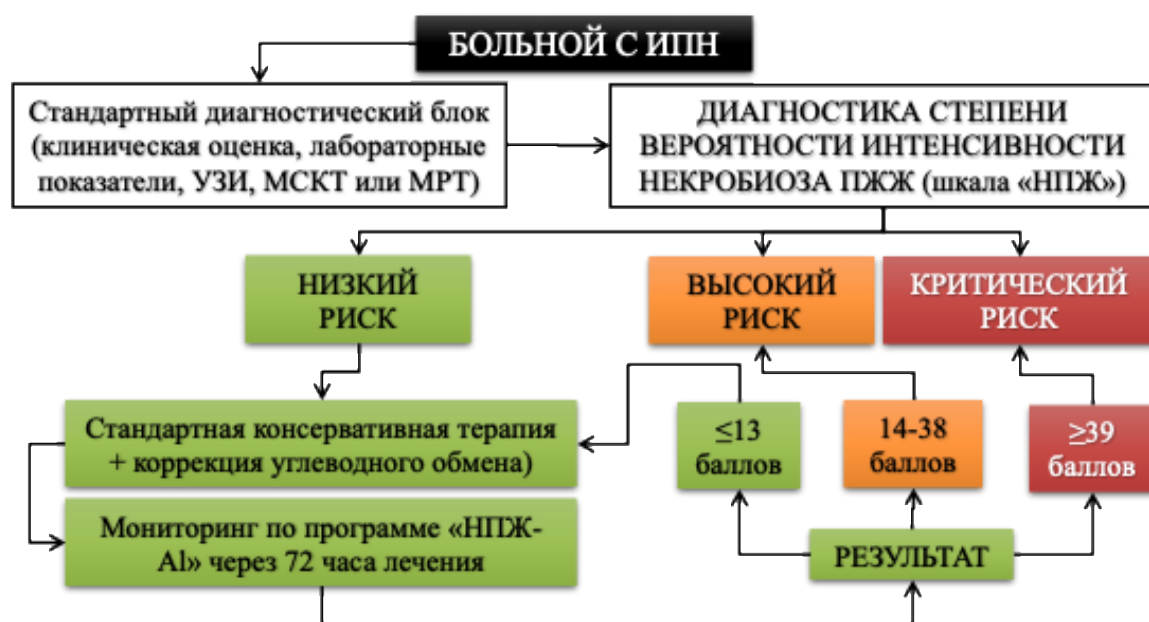 БОЛЬНОЙ С ИПН
Стандартный диагностический блок
(клиническая оценка, лабораторные
показатели, УЗИ, МСКТ или МРТ)
ДИАГНОСТИКА СТЕПЕНИ
ВЕРОЯТНОСТИ ИНТЕНСИВНОСТИ
НЕКРОБИОЗА ПЖЖ (шкала «НПЖ»)
НИЗКИЙ
РИСК
ВЫСОКИЙ
РИСК
КРИТИЧЕСКИЙ
РИСК
Стандартная консервативная терапия
+ коррекция углеводного обмена)
≤13
баллов
14-38
баллов
≥39
баллов
Мониторинг по программе «НПЖ-
Al» через 72 часа лечения
РЕЗУЛЬТАТ